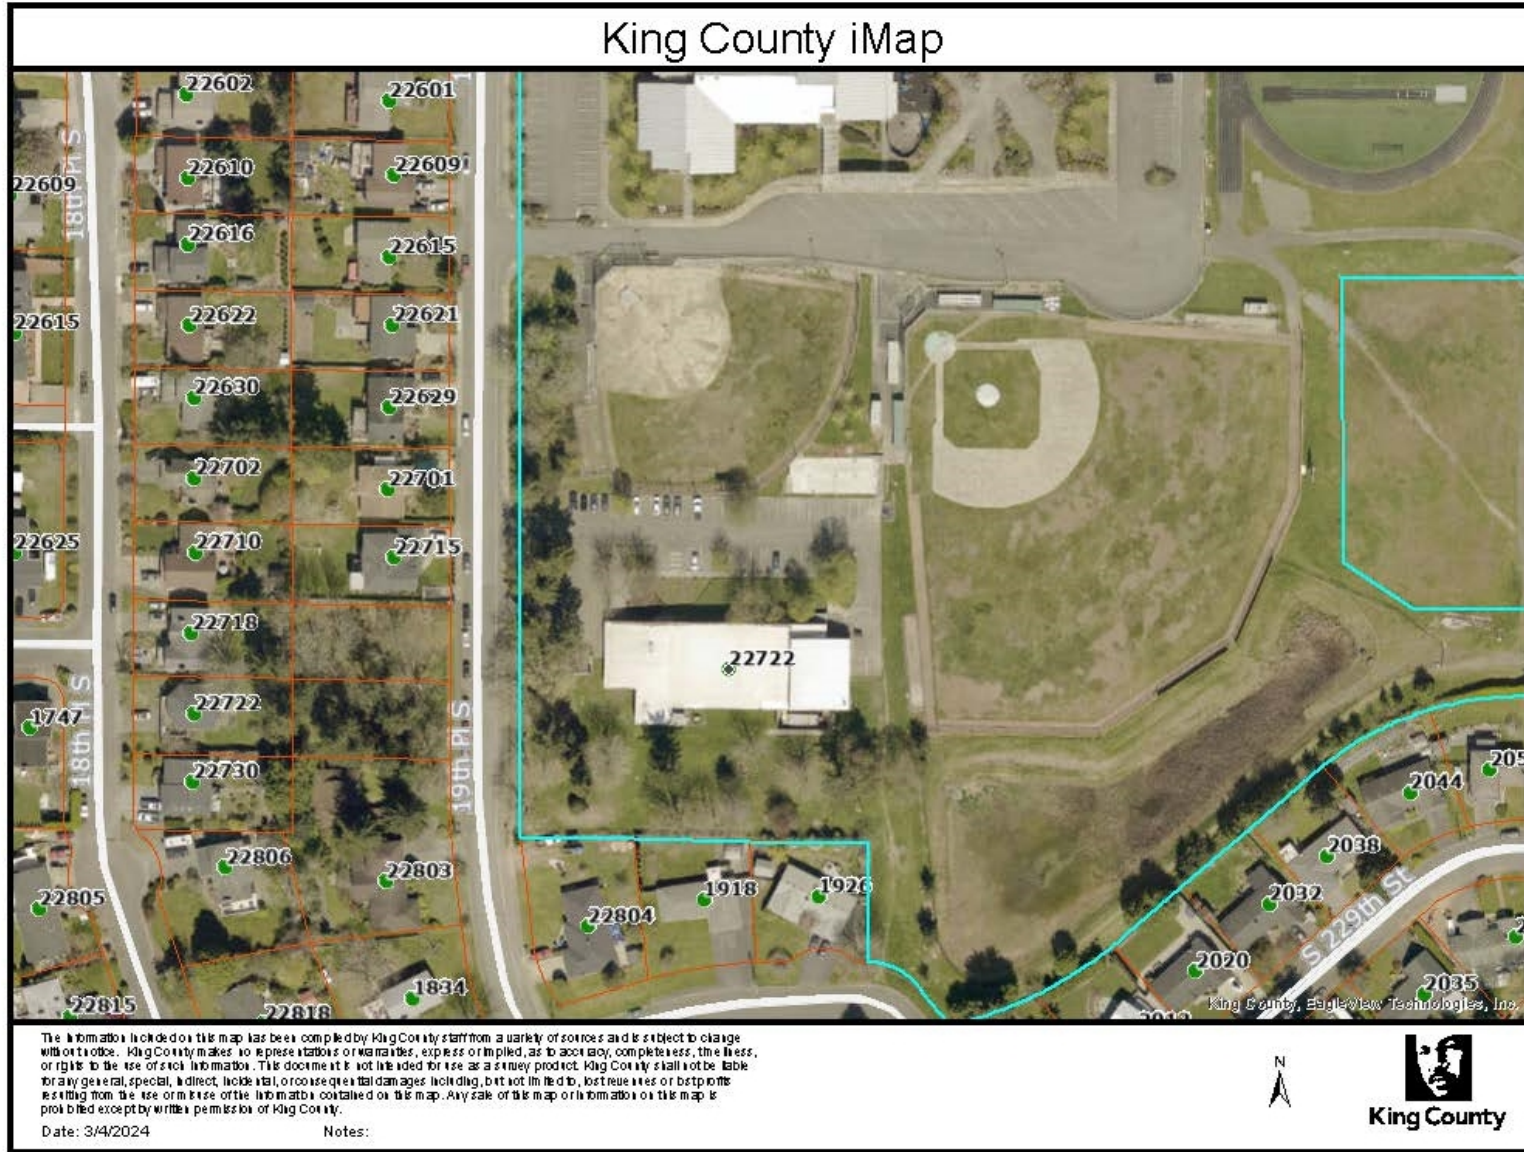 King County iMap
22602
22601
22610
22609
22609
18th Pl S
22616
22615
22622
22621
22615
22630
22629
22702
22701
22710
22715
22625
22718
22722
22722
1747
18th Pl S
22730
19th Pl S
2044
22806
22803
2038
22805
22804
1918
1926
2032
S 229th St
2020
2035
22815
22818
1834
King County, EagleView Technologies, Inc.
The information included on this map has been compiled by King County staff from a variety of sources and is subject to change
without notice. King County makes no representations or warranties, express or implied, as to accuracy, completeness, timeliness,
or rights to the use of such information. This document is not intended for use as a survey product. King County shall not be liable
for any general, special, indirect, incidental, or consequential damages including, but not limited to, lost revenues or lost profits
resulting from the use or misuse of the information contained on this map. Any sale of this map or information on this map is
prohibited except by written permission of King County.
Date: 3/4/2024 Notes:
N
King County